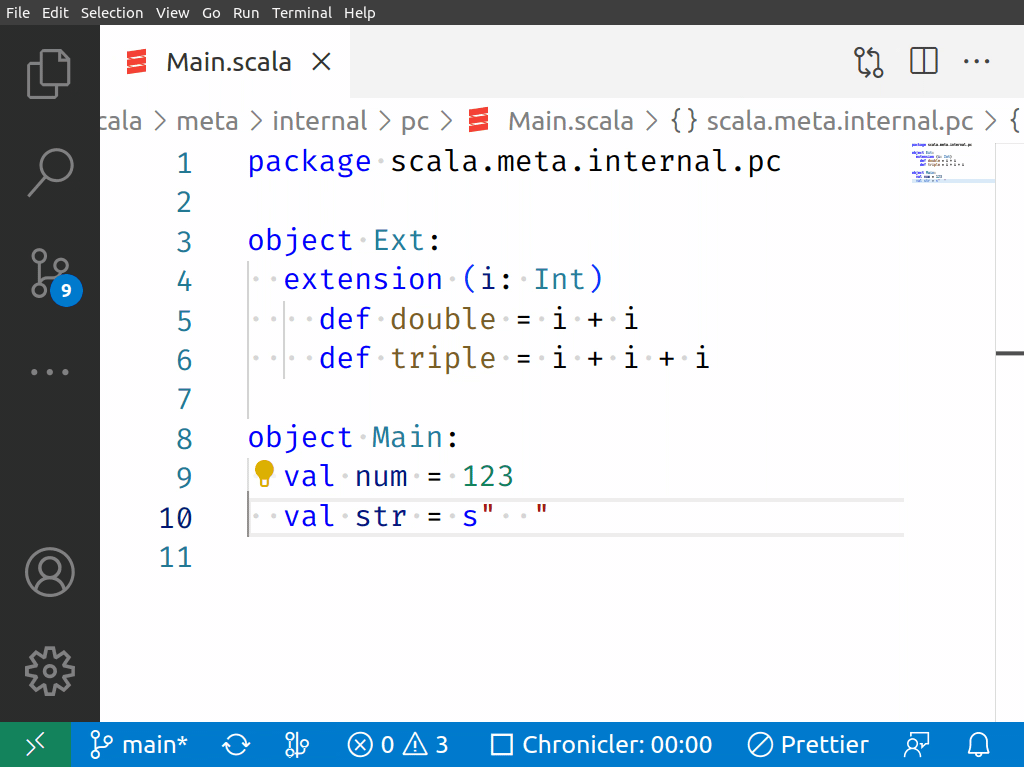 File Edit Selection View Go Run Terminal Help
Main.scala
cala > meta > internal > pc > Main.scala > {} scala.meta.internal.pc > {
1 package scala.meta.internal.pc
2
3 object Ext:
4 extension (i: Int)
5 def double = i + i
6 def triple = i + i + i
7
8 object Main:
9 val num = 123
10 val str = s"  "
11
9
main* 0 3 Chronicler: 00:00 Prettier